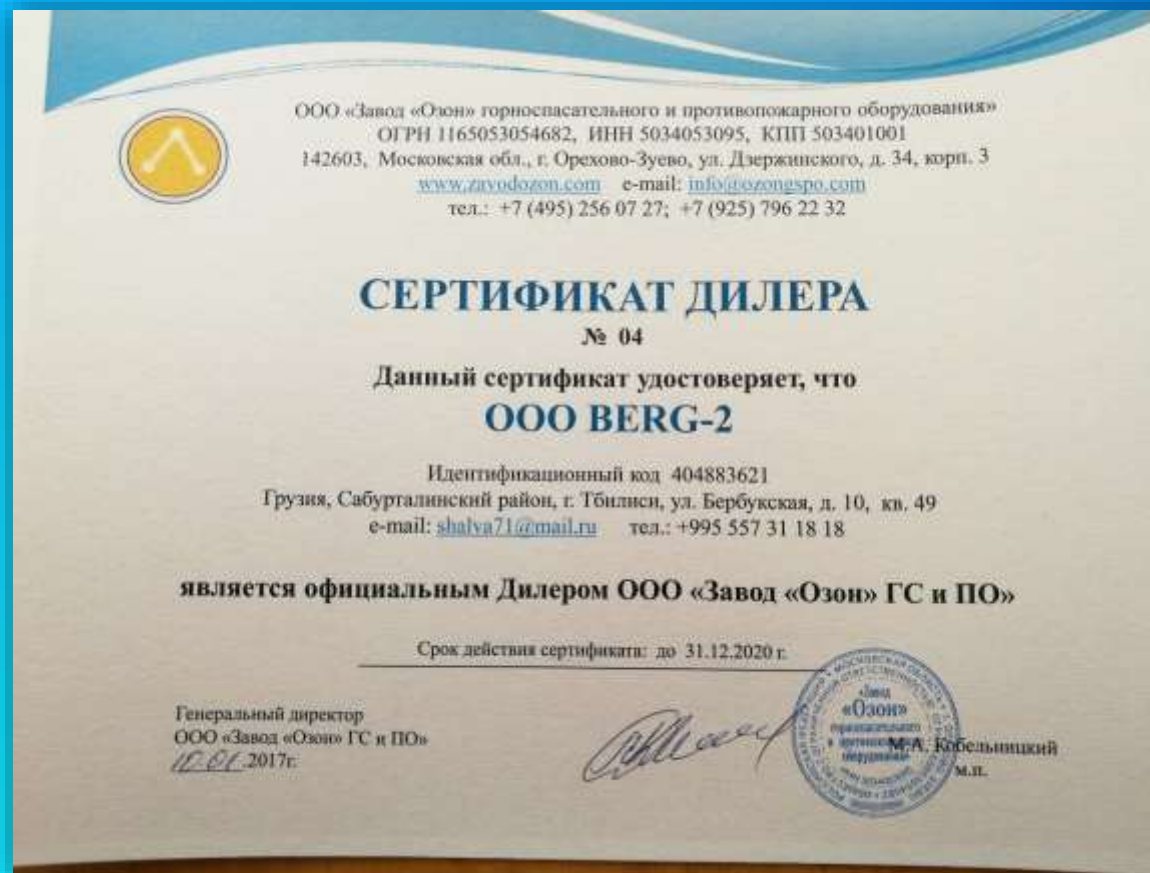 ООО «Завод «Озон» горноспасательного и противопожарного оборудования»
ОГРН 1165053054682, ИНН 5034053095, КПП 503401001
142603, Московская обл., г. Орехово-Зуево, ул. Дзержинского, д. 34, корп. 3
www.zavodozon.com e-mail: info@ozongspo.com
тел.: +7 (495) 256 07 27; +7 (925) 796 22 32
СЕРТИФИКАТ ДИЛЕРА
№ 04
Данный сертификат удостоверяет, что
ООО BERG-2
Идентификационный код 404883621
Грузия, Сабурталинский район, г. Тбилиси, ул. Бербукская, д. 10, кв. 49
e-mail: shalva71@mail.ru тел.: +995 557 31 18 18
является официальным Дилером ООО «Завод «Озон» ГС и ПО»
Срок действия сертификата: до 31.12.2020 г.
Генеральный директор
ООО «Завод «Озон» ГС и ПО»
10.01.2017г.
«Завод
«Озон»
горноспасательного
и противопожарного
оборудования»
М.А. Кобельницкий
м.п.